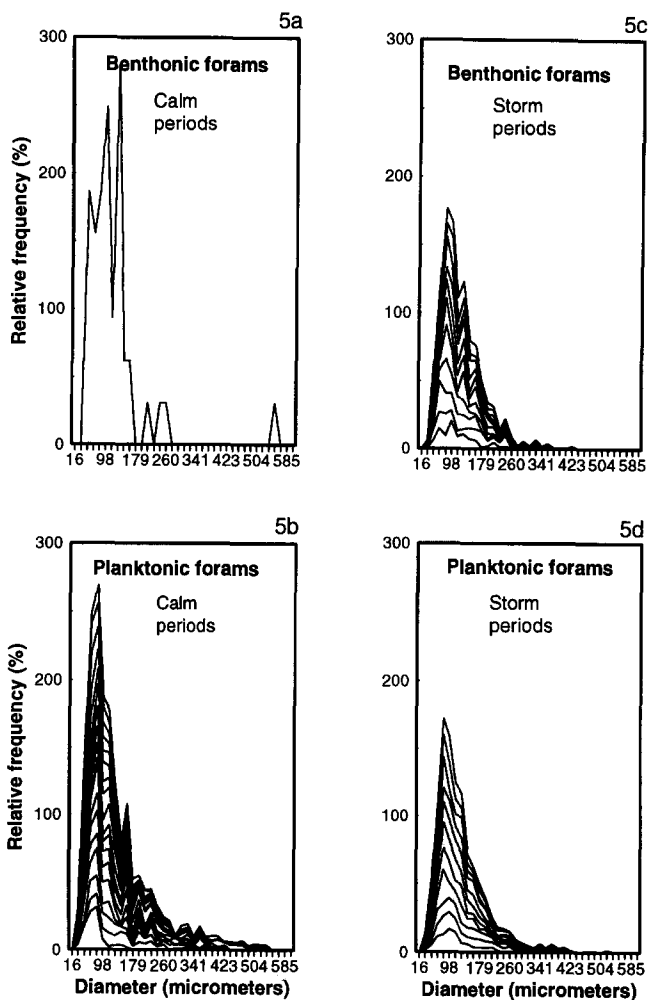 5a
300
Benthonic forams
Calm
periods
200
100
0
Relative frequency (%)
16 98 179 260 341 423 504 585
5c
300
Benthonic forams
Storm
periods
200
100
0
16 98 179 260 341 423 504 585
5b
300
Planktonic forams
Calm
periods
200
100
0
Relative frequency (%)
16 98 179 260 341 423 504 585
Diameter (micrometers)
5d
300
Planktonic forams
Storm
periods
200
100
0
16 98 179 260 341 423 504 585
Diameter (micrometers)